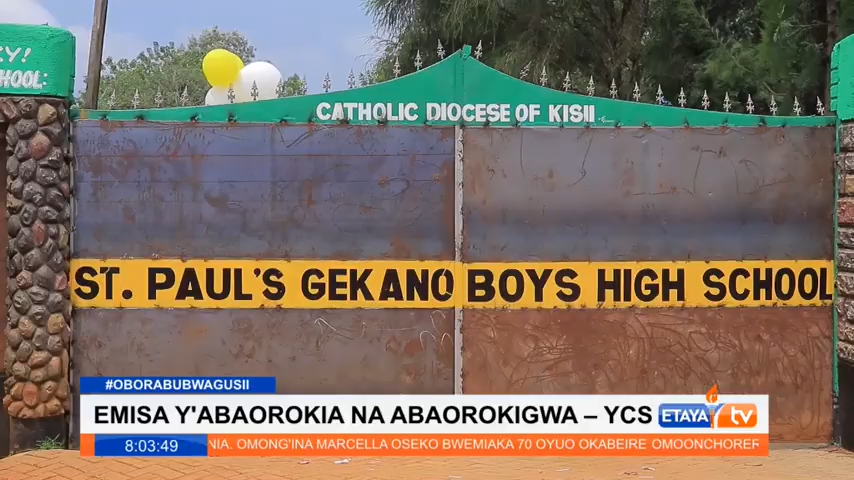 CATHOLIC DIOCESE OF KISII
SCHOOL:
ST. PAUL'S GEKANO BOYS HIGH SCHOOL
#OBORABUBWAGUSII
EMISA Y'ABAOROKIA NA ABAOROKIGWA – YCS
ETAYA tv
8:03:49
NIA. OMONG'INA MARCELLA OSEKO BWEMIAKA 70 OYUO OKABEIRE OMOONCHORER